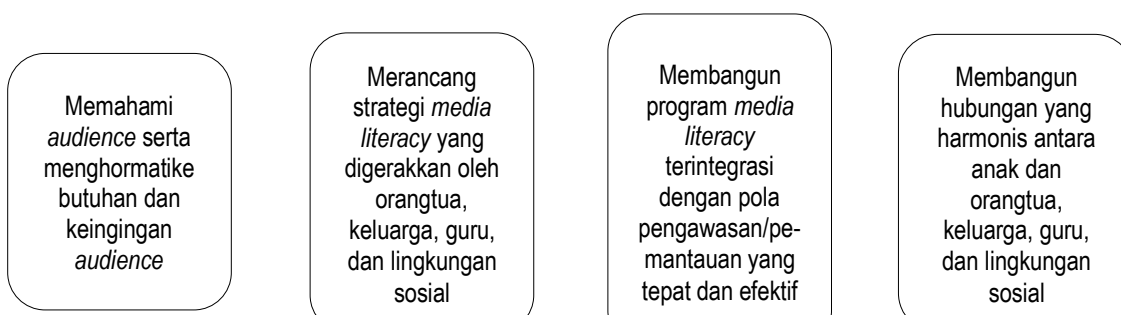 Memahami
audience serta
menghormatike
butuhan dan
keingingan
audience
Merancang
strategi media
literacy yang
digerakkan oleh
orangtua,
keluarga, guru,
dan lingkungan
sosial
Membangun
program media
literacy
terintegrasi
dengan pola
pengawasan/pe-
mantauan yang
tepat dan efektif
Membangun
hubungan yang
harmonis antara
anak dan
orangtua,
keluarga, guru,
dan lingkungan
sosial